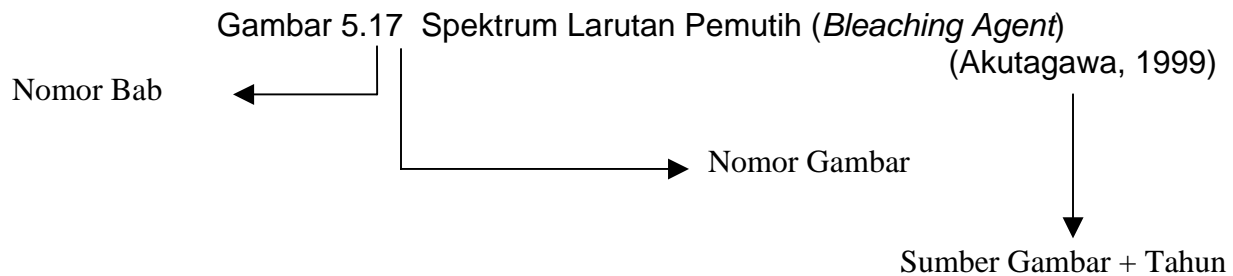 Gambar 5.17 Spektrum Larutan Pemutih (Bleaching Agent)
(Akutagawa, 1999)
Nomor Bab
Nomor Gambar
Sumber Gambar + Tahun